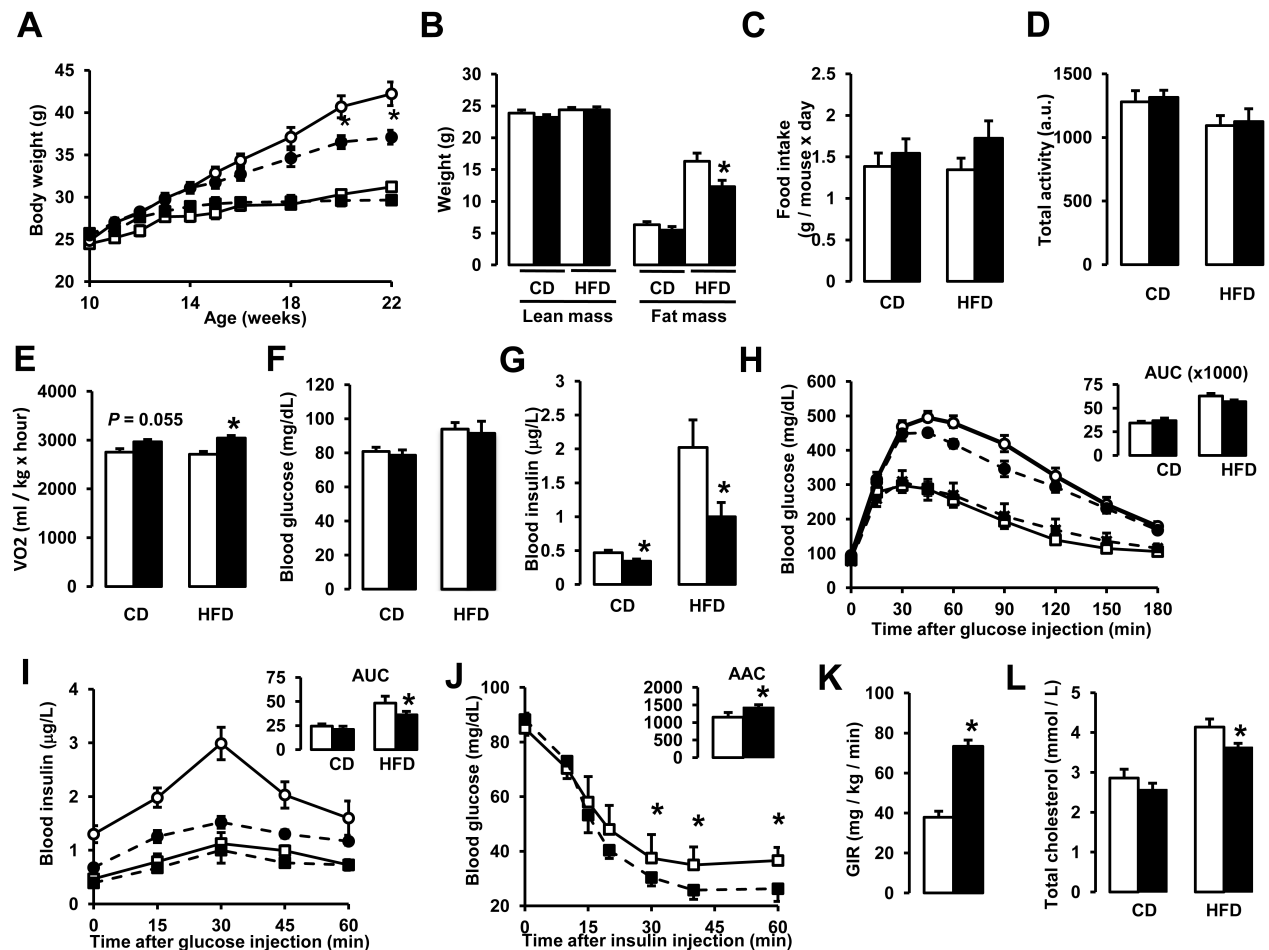 A
45
40
35
30
25
20
Body weight (g)
*
*
10
14
18
22
Age (weeks)
B
30
25
20
15
10
5
0
Weight (g)
*
CD
HFD
CD
HFD
Lean mass
Fat mass
C
2.5
2
1.5
1
0.5
0
Food intake
(g / mouse x day)
CD
HFD
D
1500
1000
500
0
Total activity (a.u.)
CD
HFD
E
4000
3000
2000
1000
0
VO2 (ml / kg x hour)
P = 0.055
*
CD
HFD
F
120
100
80
60
40
20
0
Blood glucose (mg/dL)
CD
HFD
G
3
2.5
2
1.5
1
0.5
0
Blood insulin (µg/L)
*
*
CD
HFD
H
600
500
400
300
200
100
0
Blood glucose (mg/dL)
0
30
60
90
120
150
180
Time after glucose injection (min)
AUC (x1000)
75
50
25
0
CD
HFD
I
4
3
2
1
0
Blood insulin (µg/L)
0
15
30
45
60
Time after glucose injection (min)
AUC
75
50
25
0
*
CD
HFD
J
100
80
60
40
20
Blood glucose (mg/dL)
*
*
*
0
15
30
45
60
Time after insulin injection (min)
AAC
2000
1500
1000
500
0
*
K
100
80
60
40
20
0
GIR (mg / kg / min)
*
L
5
4
3
2
1
0
Total cholesterol (mmol / L)
*
CD
HFD